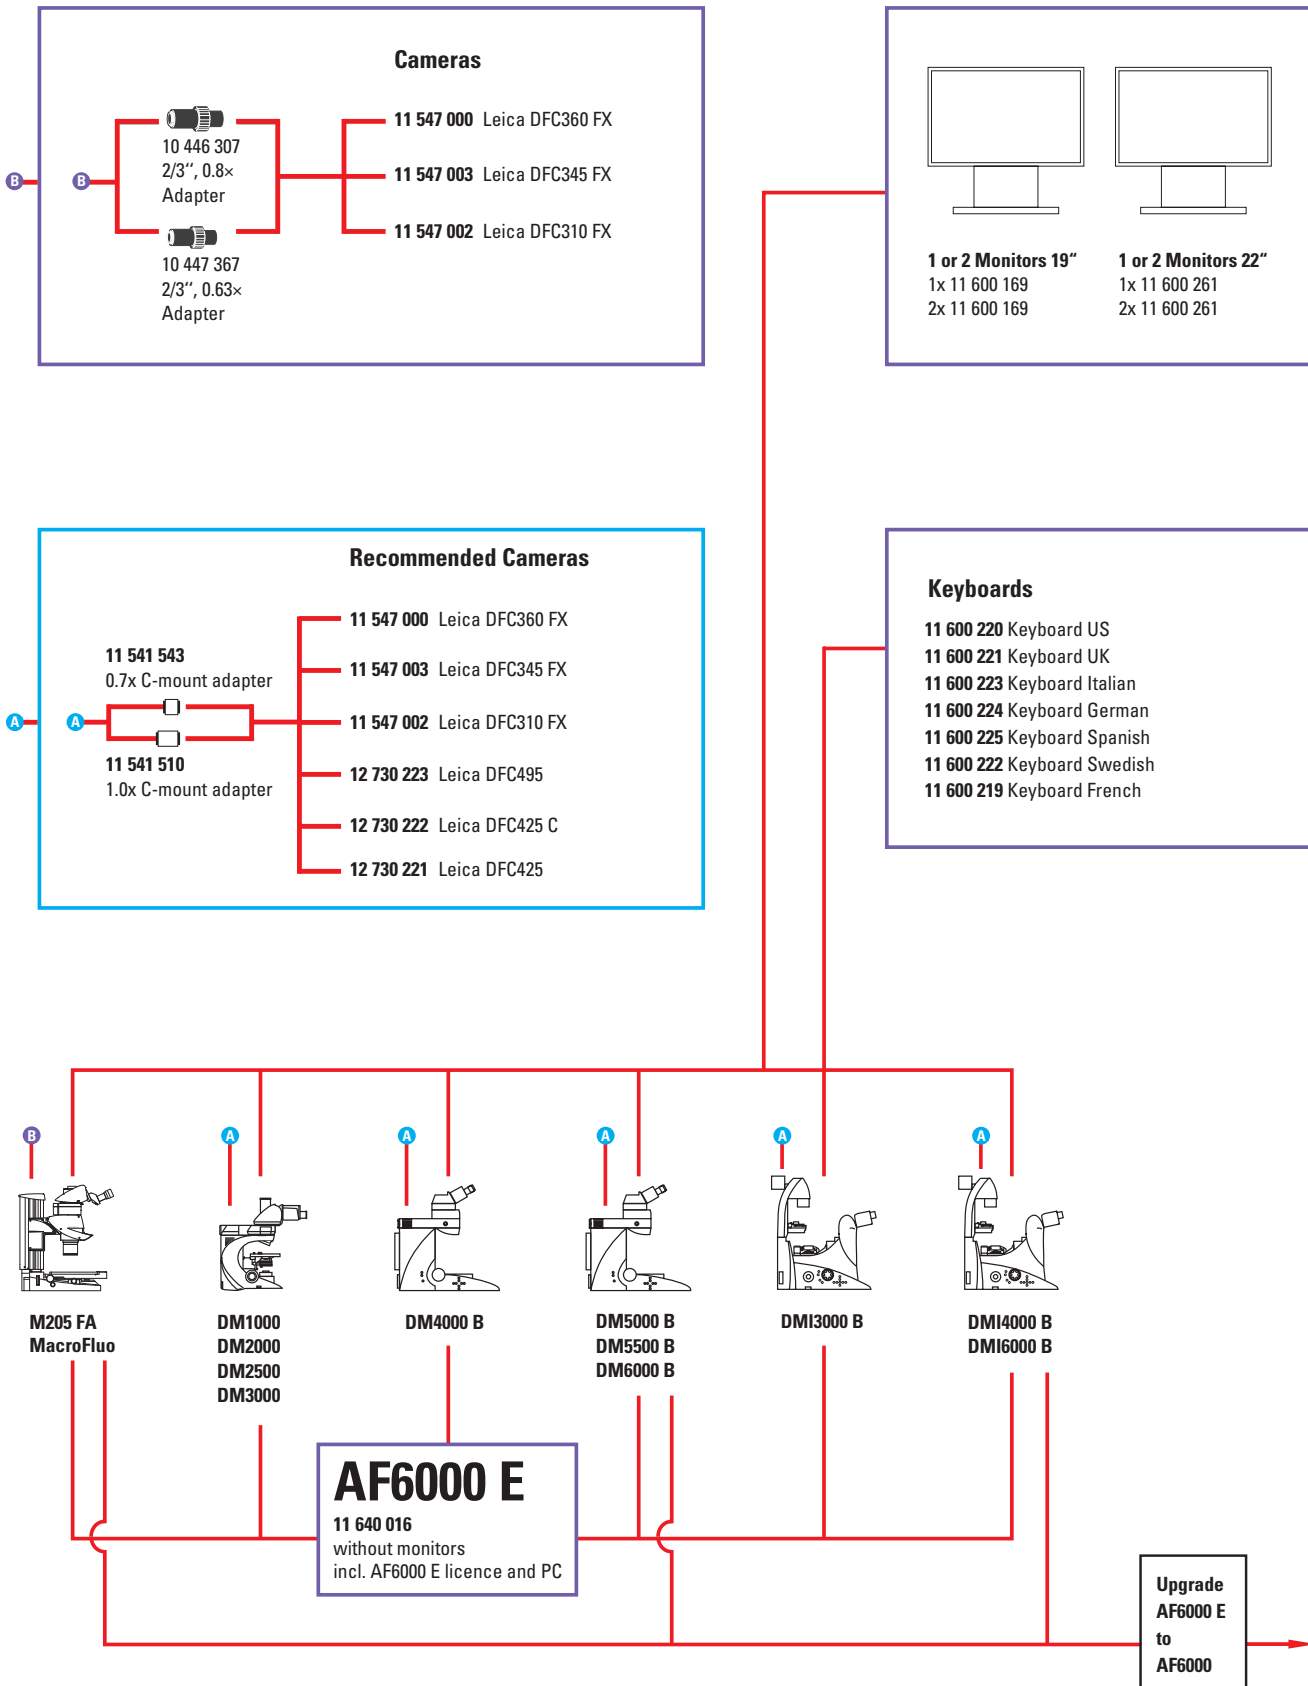 Cameras
B
B
10 446 307
2/3‘‘, 0.8×
Adapter
10 447 367
2/3‘‘, 0.63×
Adapter
11 547 000 Leica DFC360 FX
11 547 003 Leica DFC345 FX
11 547 002 Leica DFC310 FX
1 or 2 Monitors 19“
1x 11 600 169
2x 11 600 169
1 or 2 Monitors 22“
1x 11 600 261
2x 11 600 261
Recommended Cameras
A
A
11 541 543
0.7x C-mount adapter
11 541 510
1.0x C-mount adapter
11 547 000 Leica DFC360 FX
11 547 003 Leica DFC345 FX
11 547 002 Leica DFC310 FX
12 730 223 Leica DFC495
12 730 222 Leica DFC425 C
12 730 221 Leica DFC425
Keyboards
11 600 220 Keyboard US
11 600 221 Keyboard UK
11 600 223 Keyboard Italian
11 600 224 Keyboard German
11 600 225 Keyboard Spanish
11 600 222 Keyboard Swedish
11 600 219 Keyboard French
B
A
A
A
A
A
M205 FA
MacroFluo
DM1000
DM2000
DM2500
DM3000
DM4000 B
DM5000 B
DM5500 B
DM6000 B
DMI3000 B
DMI4000 B
DMI6000 B
AF6000 E
11 640 016
without monitors
incl. AF6000 E licence and PC
Upgrade
AF6000 E
to
AF6000